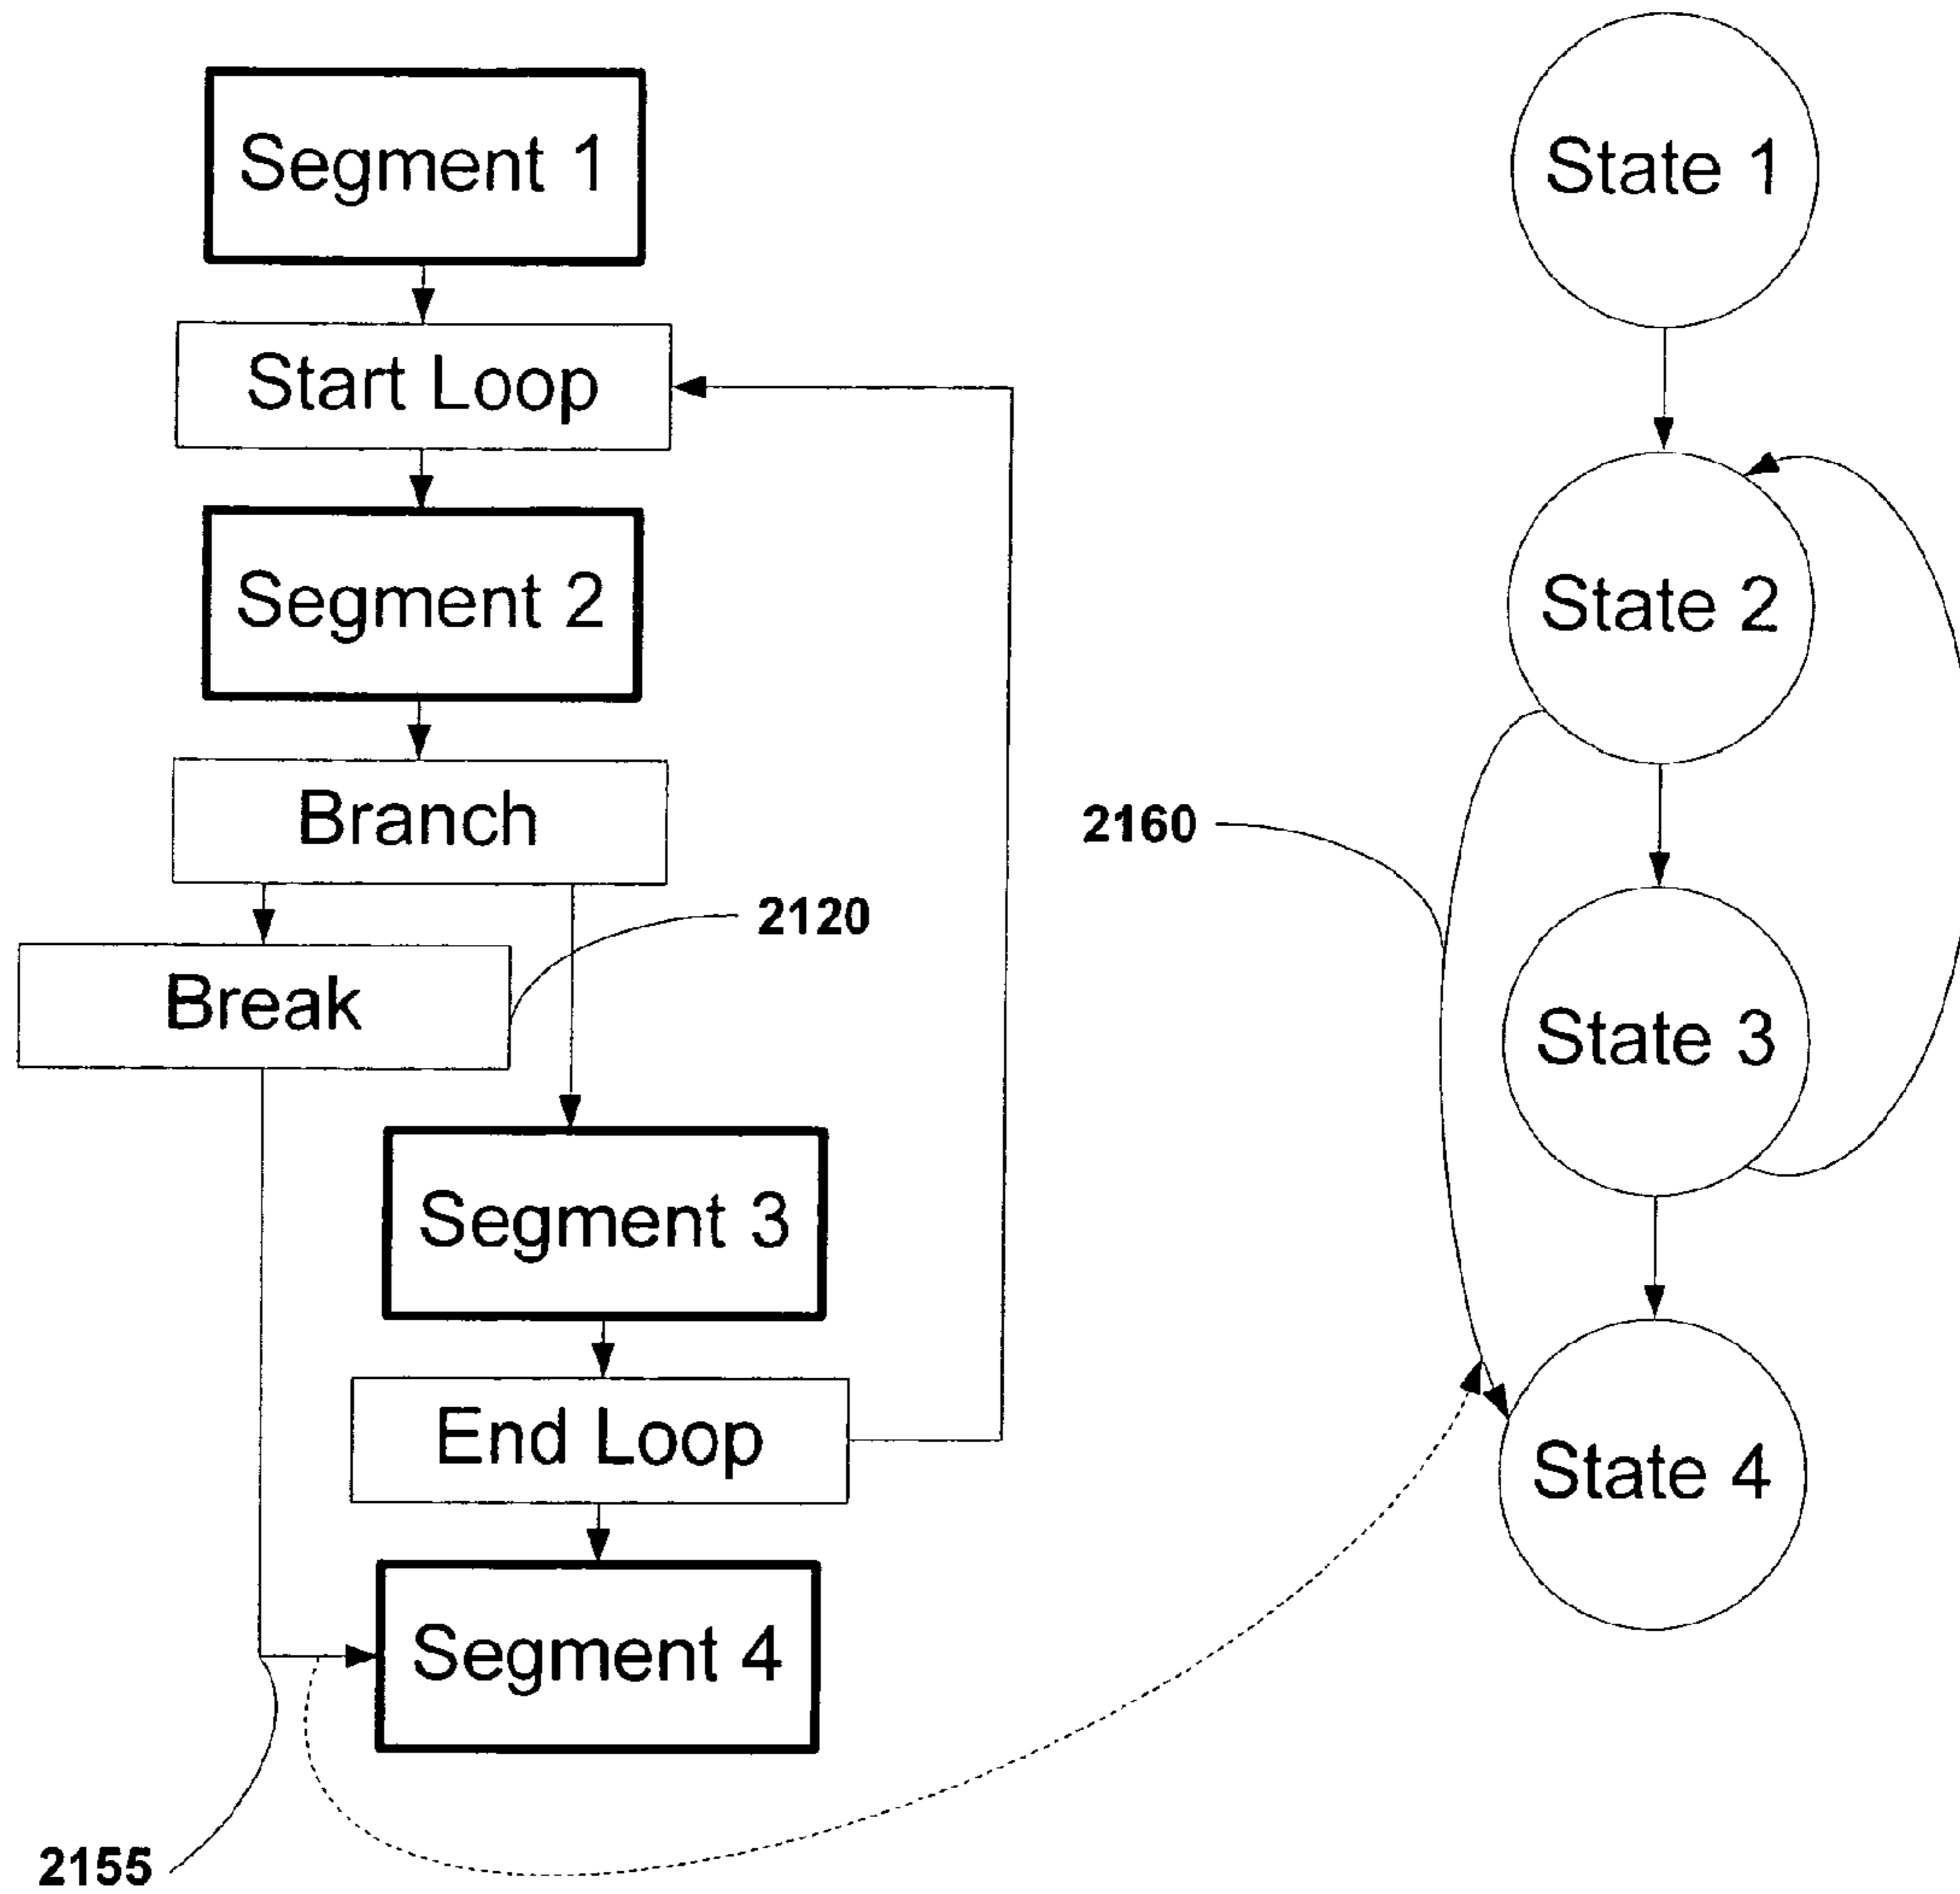 Segment 1
Start Loop
Segment 2
Branch
2120
Break
Segment 3
End Loop
Segment 4
2155
State 1
State 2
2160
State 3
State 4